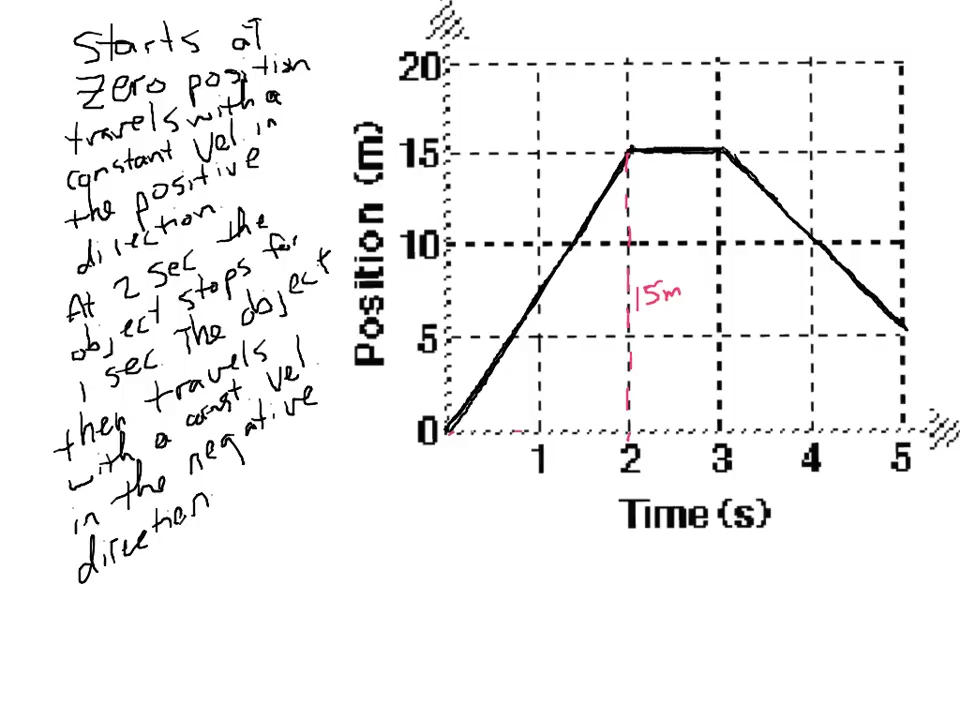 Starts at
Zero position
travels with a
constant vel in
the positive
direction.
At 2 sec the
object stops for
1 sec. The object
then travels
with a const vel
in the negative
direction
Position (m)
20
15
10
5
0
15m
1 2 3 4 5
Time (s)